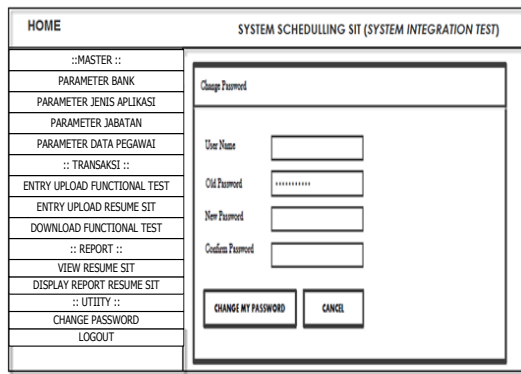 HOME
SYSTEM SCHEDULLING SIT (SYSTEM INTEGRATION TEST)
::MASTER ::
PARAMETER BANK
PARAMETER JENIS APLIKASI
PARAMETER JABATAN
PARAMETER DATA PEGAWAI
:: TRANSAKSI ::
ENTRY UPLOAD FUNCTIONAL TEST
ENTRY UPLOAD RESUME SIT
DOWNLOAD FUNCTIONAL TEST
:: REPORT ::
VIEW RESUME SIT
DISPLAY REPORT RESUME SIT
:: UTIITY ::
CHANGE PASSWORD
LOGOUT
Change Password
User Name
Old Password
***********
New Password
Confirm Password
CHANGE MY PASSWORD
CANCEL